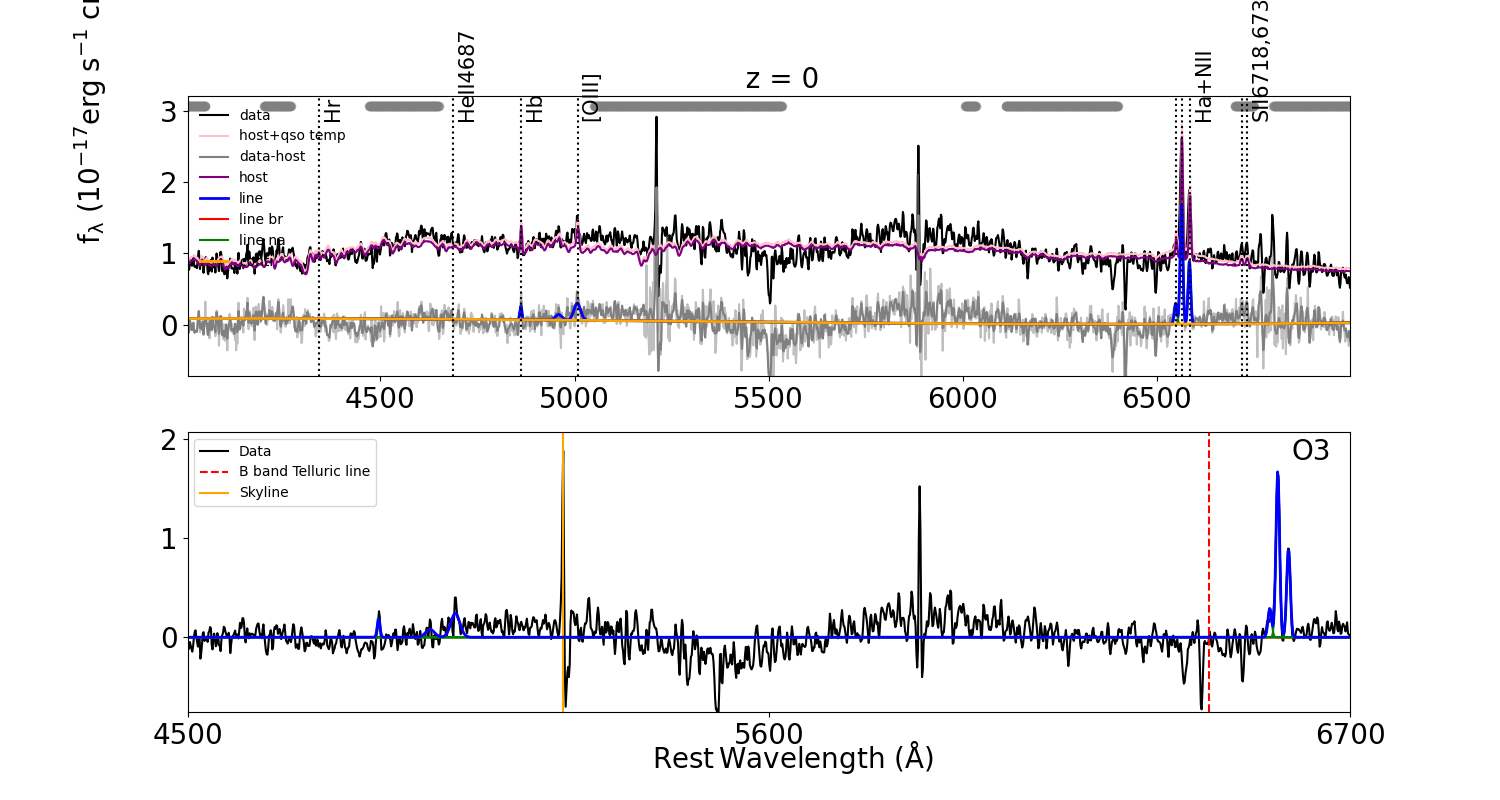 z = 0
f_λ (10^−17 erg s^−1 c
3
2
1
0
data
host+qso temp
data-host
host
line
line br
line na
Hr
HeII4687
Hb
[OIII]
Ha+NII
SII6718,673
4500 5000 5500 6000 6500
2
1
0
Data
B band Telluric line
Skyline
O3
4500 5600 6700
Rest Wavelength (Å)